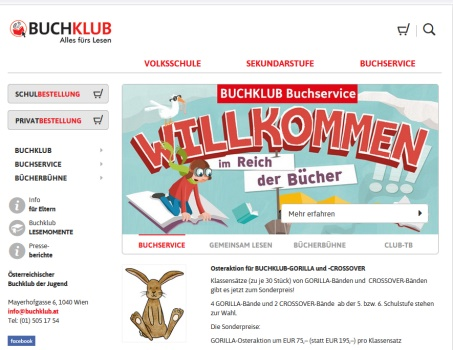 BUCHKLUB
Alles fürs Lesen
VOLKSSCHULE SEKUNDARSTUFE BUCHSERVICE
SCHULBESTELLUNG
PRIVATBESTELLUNG
BUCHKLUB
BUCHSERVICE
BÜCHERBÜHNE
Info
für Eltern
Buchklub
LESEMOMENTE
Presse-
berichte
Österreichischer
Buchklub der Jugend
Mayerhofgasse 6, 1040 Wien
info@buchklub.at
Tel: (01) 505 17 54
facebook
BUCHKLUB Buchservice
WILLKOMMEN
im Reich
der Bücher
Mehr erfahren
BUCHSERVICE GEMEINSAM LESEN BÜCHERBÜHNE CLUB-TB
Osteraktion für BUCHKLUB-GORILLA und -CROSSOVER
Klassensätze (zu je 30 Stück) von GORILLA-Bänden und CROSSOVER-Bänden
gibt es jetzt zum Sonderpreis!
4 GORILLA-Bände und 2 CROSSOVER-Bände ab der 5. bzw. 6. Schulstufe stehen
zur Wahl.
Die Sonderpreise:
GORILLA-Osteraktion um EUR 75,– (statt EUR 195,–) pro Klassensatz